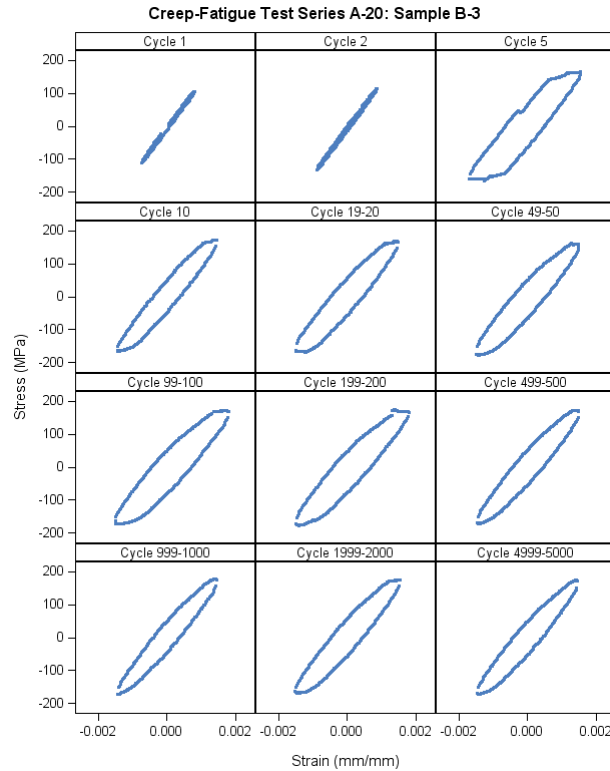 Creep-Fatigue Test Series A-20: Sample B-3
Cycle 1 Cycle 2 Cycle 5
200
100
0
-100
-200
Cycle 10 Cycle 19-20 Cycle 49-50
200
100
0
-100
-200
Stress (MPa)
Cycle 99-100 Cycle 199-200 Cycle 499-500
200
100
0
-100
-200
Cycle 999-1000 Cycle 1999-2000 Cycle 4999-5000
200
100
0
-100
-200
-0.002 0.000 0.002 -0.002 0.000 0.002 -0.002 0.000 0.002
Strain (mm/mm)